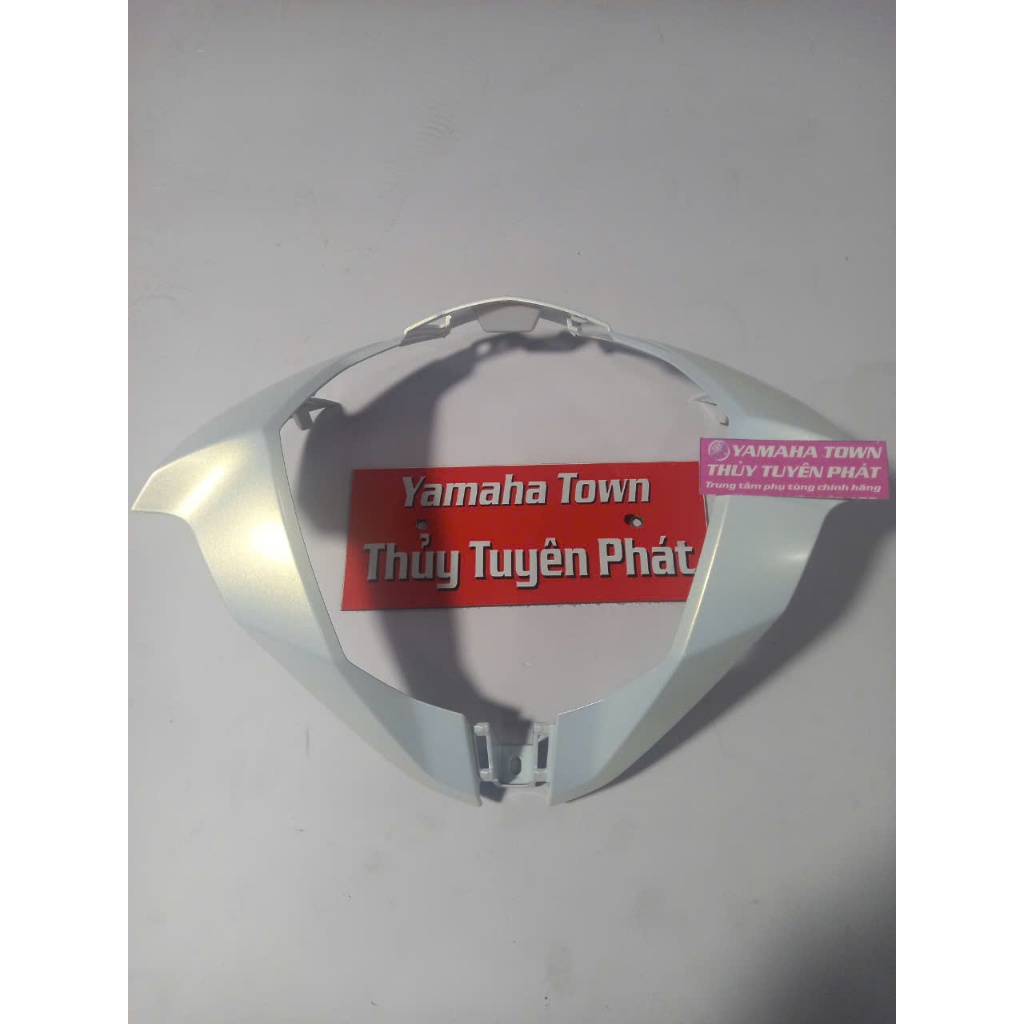 YAMAHA TOWN
THỦY TUYÊN PHÁT
Trung tâm phụ tùng chính hãng
Yamaha Town
Thủy Tuyên Phát